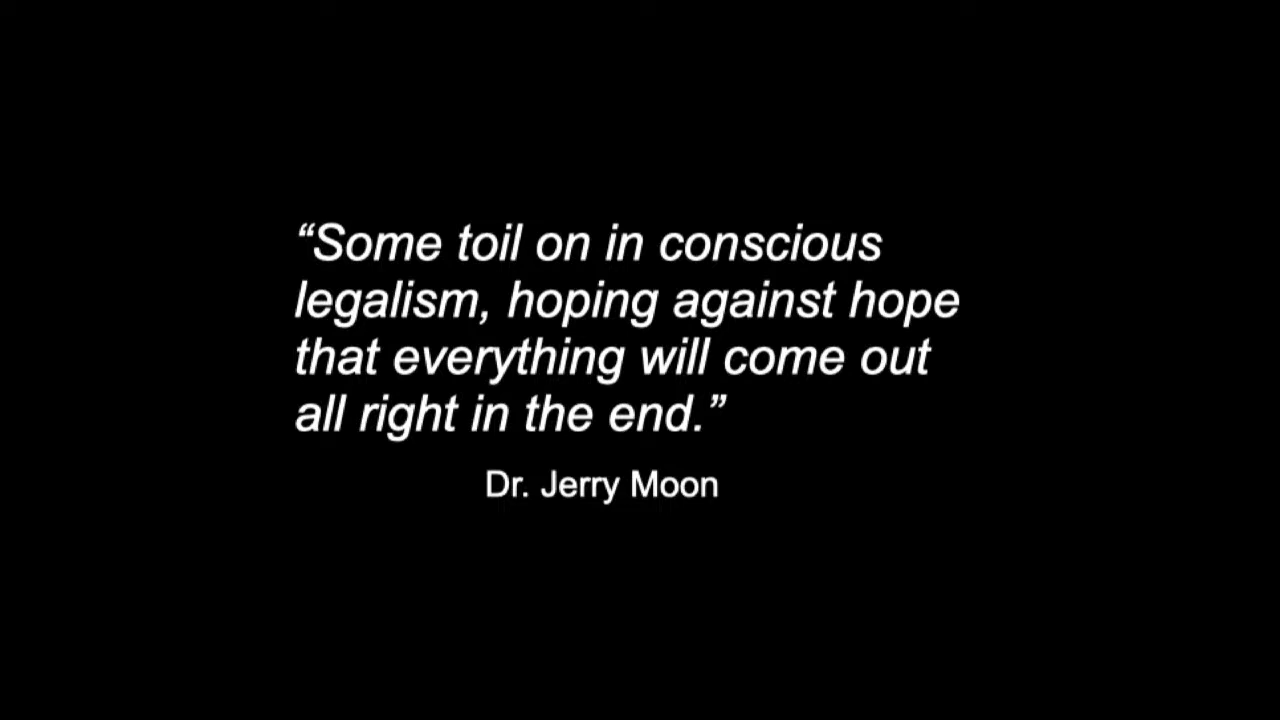 “Some toil on in conscious
legalism, hoping against hope
that everything will come out
all right in the end.”
Dr. Jerry Moon